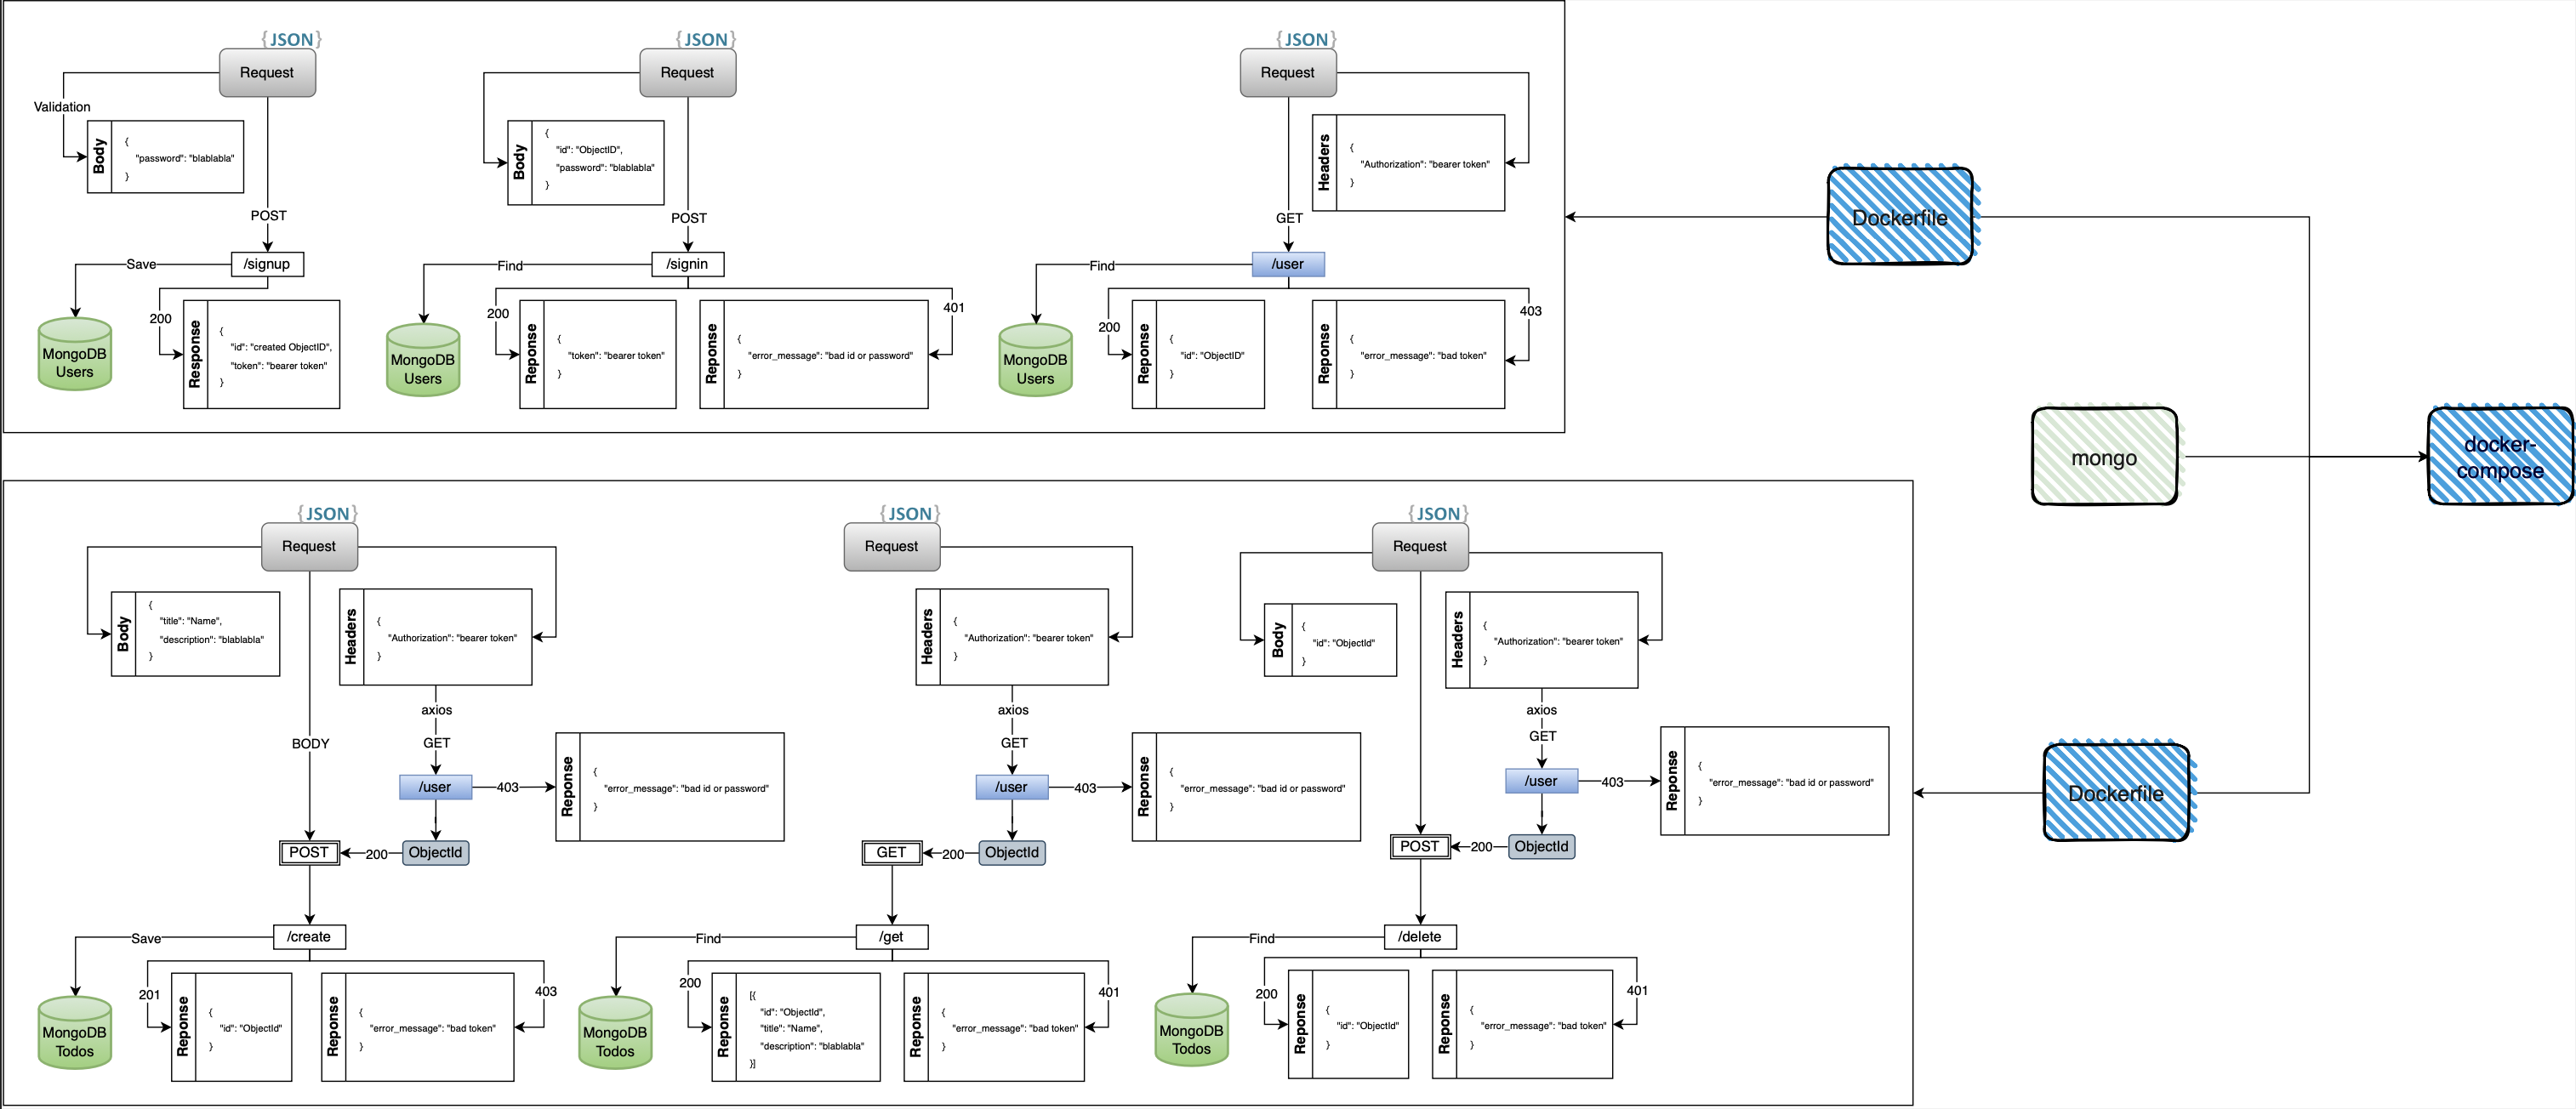 {JSON}
Request
Validation
Body
{
"password": "blablabla"
}
POST
/signup
Save
MongoDB
Users
200
Response
{
"id": "created ObjectID",
"token": "bearer token"
}
{JSON}
Request
Body
{
"id": "ObjectID",
"password": "blablabla"
}
POST
/signin
Find
MongoDB
Users
200
Reponse
{
"token": "bearer token"
}
401
Reponse
{
"error_message": "bad id or password"
}
{JSON}
Request
Headers
{
"Authorization": "bearer token"
}
GET
/user
Find
MongoDB
Users
200
Reponse
{
"id": "ObjectID"
}
403
Reponse
{
"error_message": "bad token"
}
Dockerfile
mongo
docker-
compose
{JSON}
Request
Body
{
"title": "Name",
"description": "blablabla"
}
Headers
{
"Authorization": "bearer token"
}
axios
BODY
GET
/user
403
Reponse
{
"error_message": "bad id or password"
}
POST
200
ObjectId
/create
Save
MongoDB
Todos
201
Reponse
{
"id": "ObjectId"
}
403
Reponse
{
"error_message": "bad token"
}
{JSON}
Request
Headers
{
"Authorization": "bearer token"
}
axios
GET
/user
403
Reponse
{
"error_message": "bad id or password"
}
GET
200
ObjectId
/get
Find
MongoDB
Todos
200
Reponse
[{
"id": "ObjectId",
"title": "Name",
"description": "blablabla"
}]
401
Reponse
{
"error_message": "bad token"
}
{JSON}
Request
Body
{
"id": "ObjectId"
}
Headers
{
"Authorization": "bearer token"
}
axios
GET
/user
403
Reponse
{
"error_message": "bad id or password"
}
POST
200
ObjectId
/delete
Find
MongoDB
Todos
200
Reponse
{
"id": "ObjectId"
}
401
Reponse
{
"error_message": "bad token"
}
Dockerfile